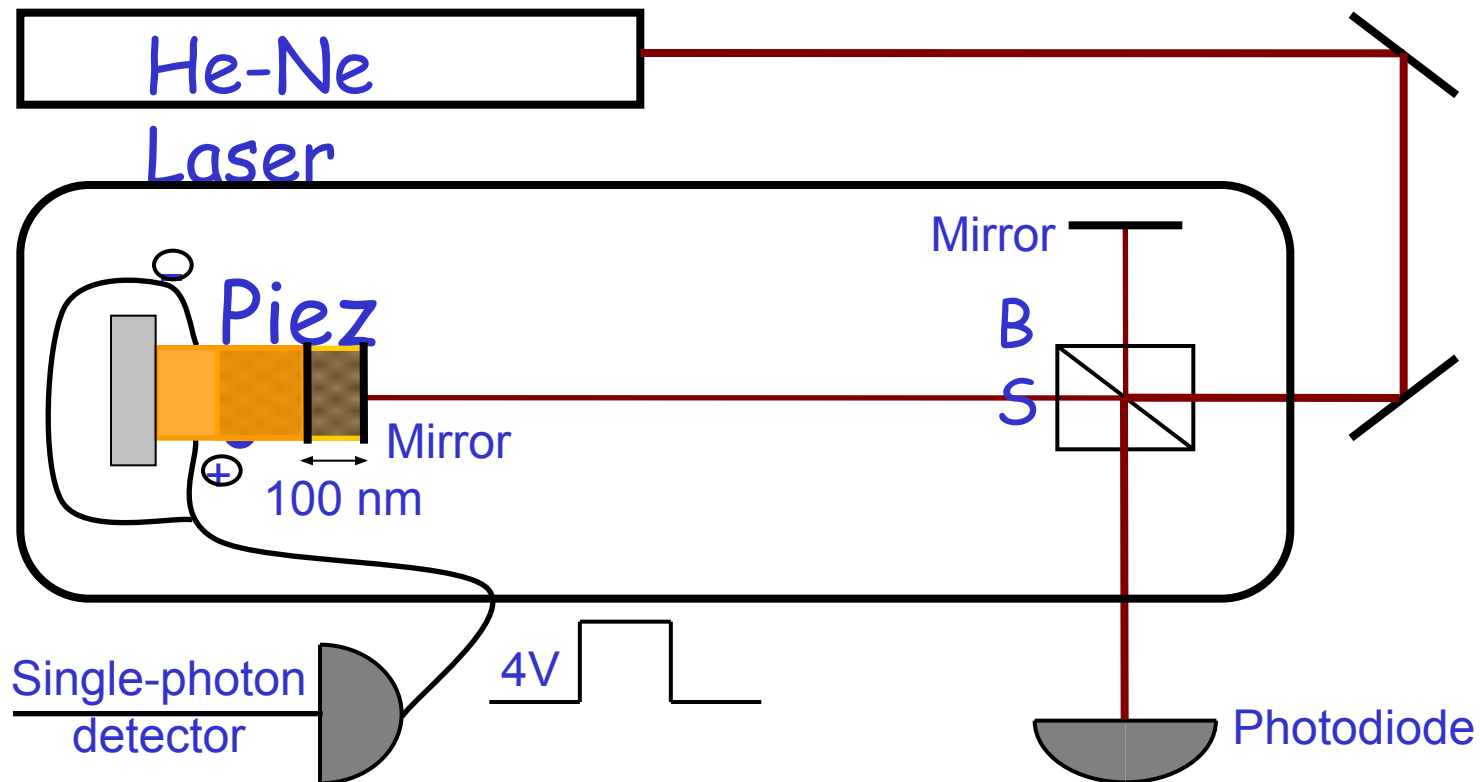 He-Ne
Laser
Mirror
-
Piez
B
S
Mirror
+
100 nm
4V
Single-photon
detector
Photodiode